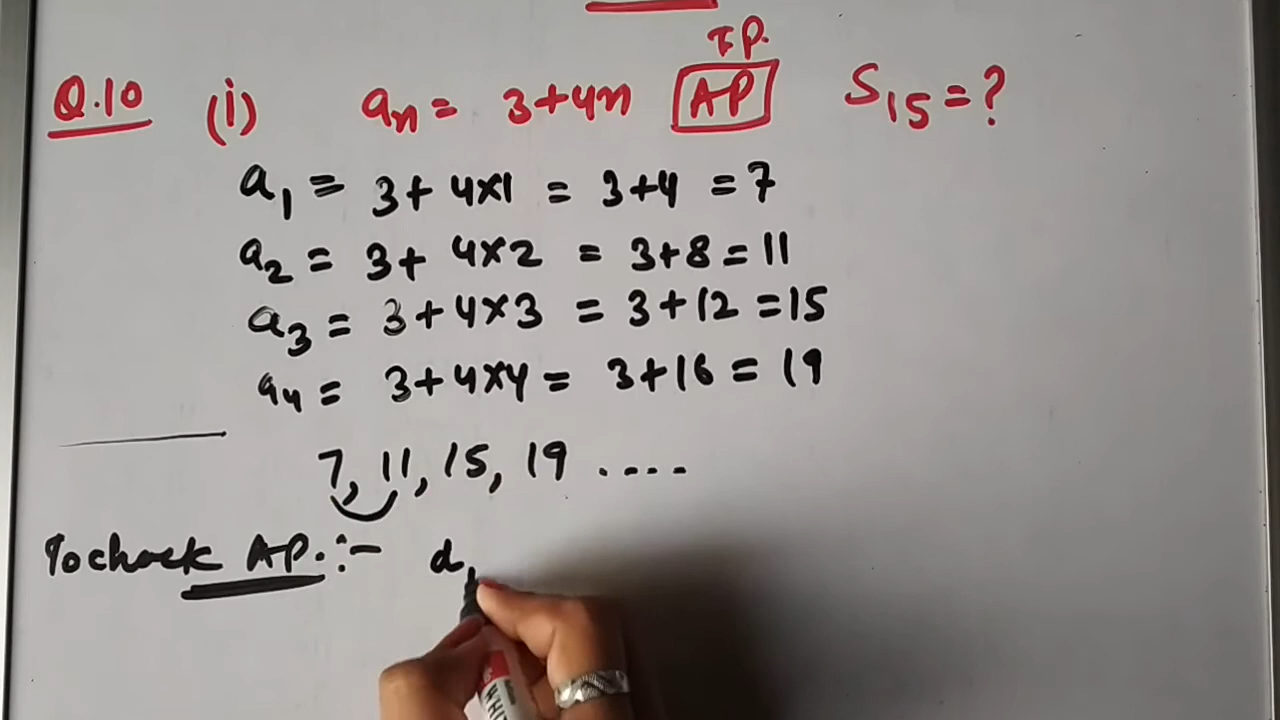 T.P.
Q.10 (i) an = 3+4n AP S15 = ?
a1 = 3+ 4×1 = 3+4 = 7
a2 = 3+ 4×2 = 3+8 = 11
a3 = 3+4×3 = 3+12 = 15
a4 = 3+4×4 = 3+16 = 19
7, 11, 15, 19 ....
To check AP. :- d1
WHIT